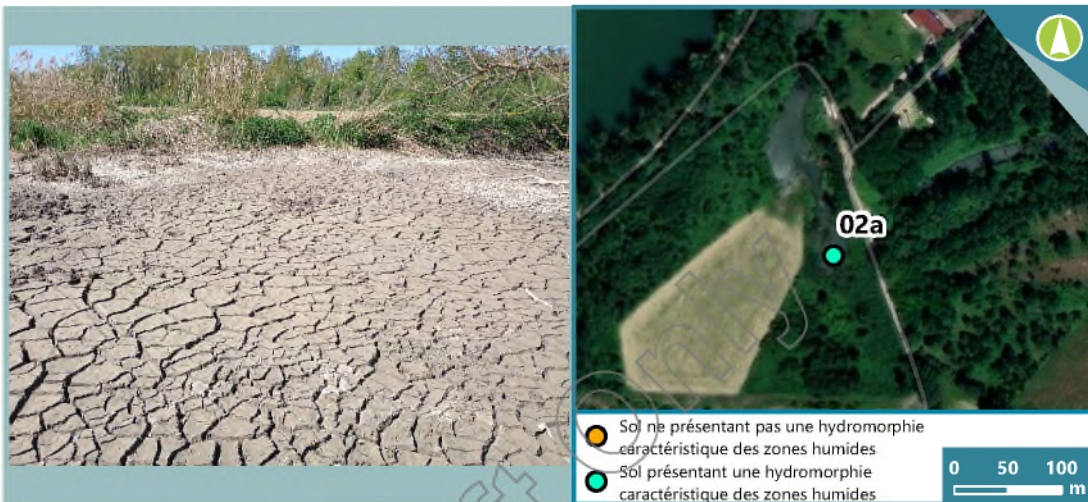 02a
Sol ne présentant pas une hydromorphie
caractéristique des zones humides
Sol présentant une hydromorphie
caractéristique des zones humides
0 50 100
m